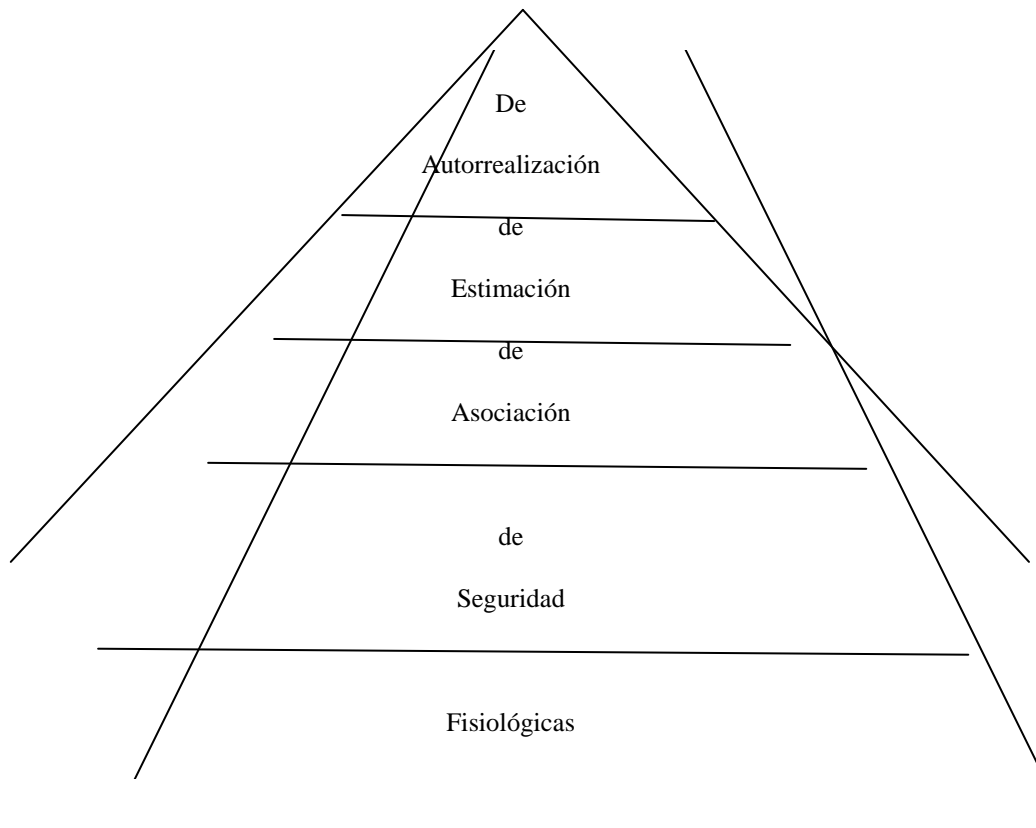 De
Autorrealización
de
Estimación
de
Asociación
de
Seguridad
Fisiológicas